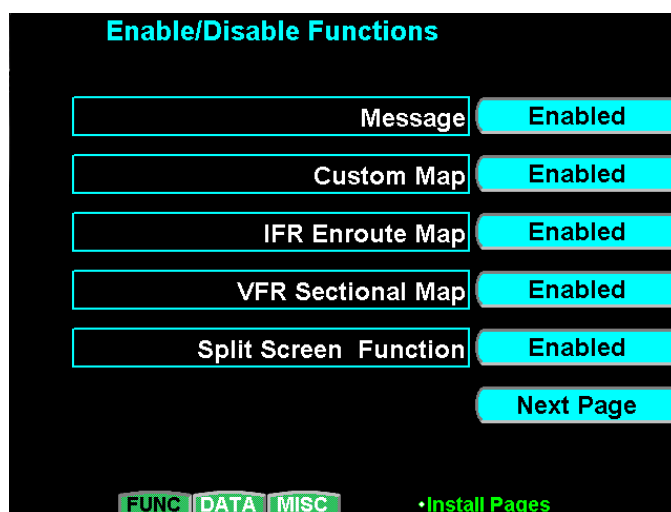 Enable/Disable Functions
Message Enabled
Custom Map Enabled
IFR Enroute Map Enabled
VFR Sectional Map Enabled
Split Screen Function Enabled
Next Page
FUNC DATA MISC •Install Pages